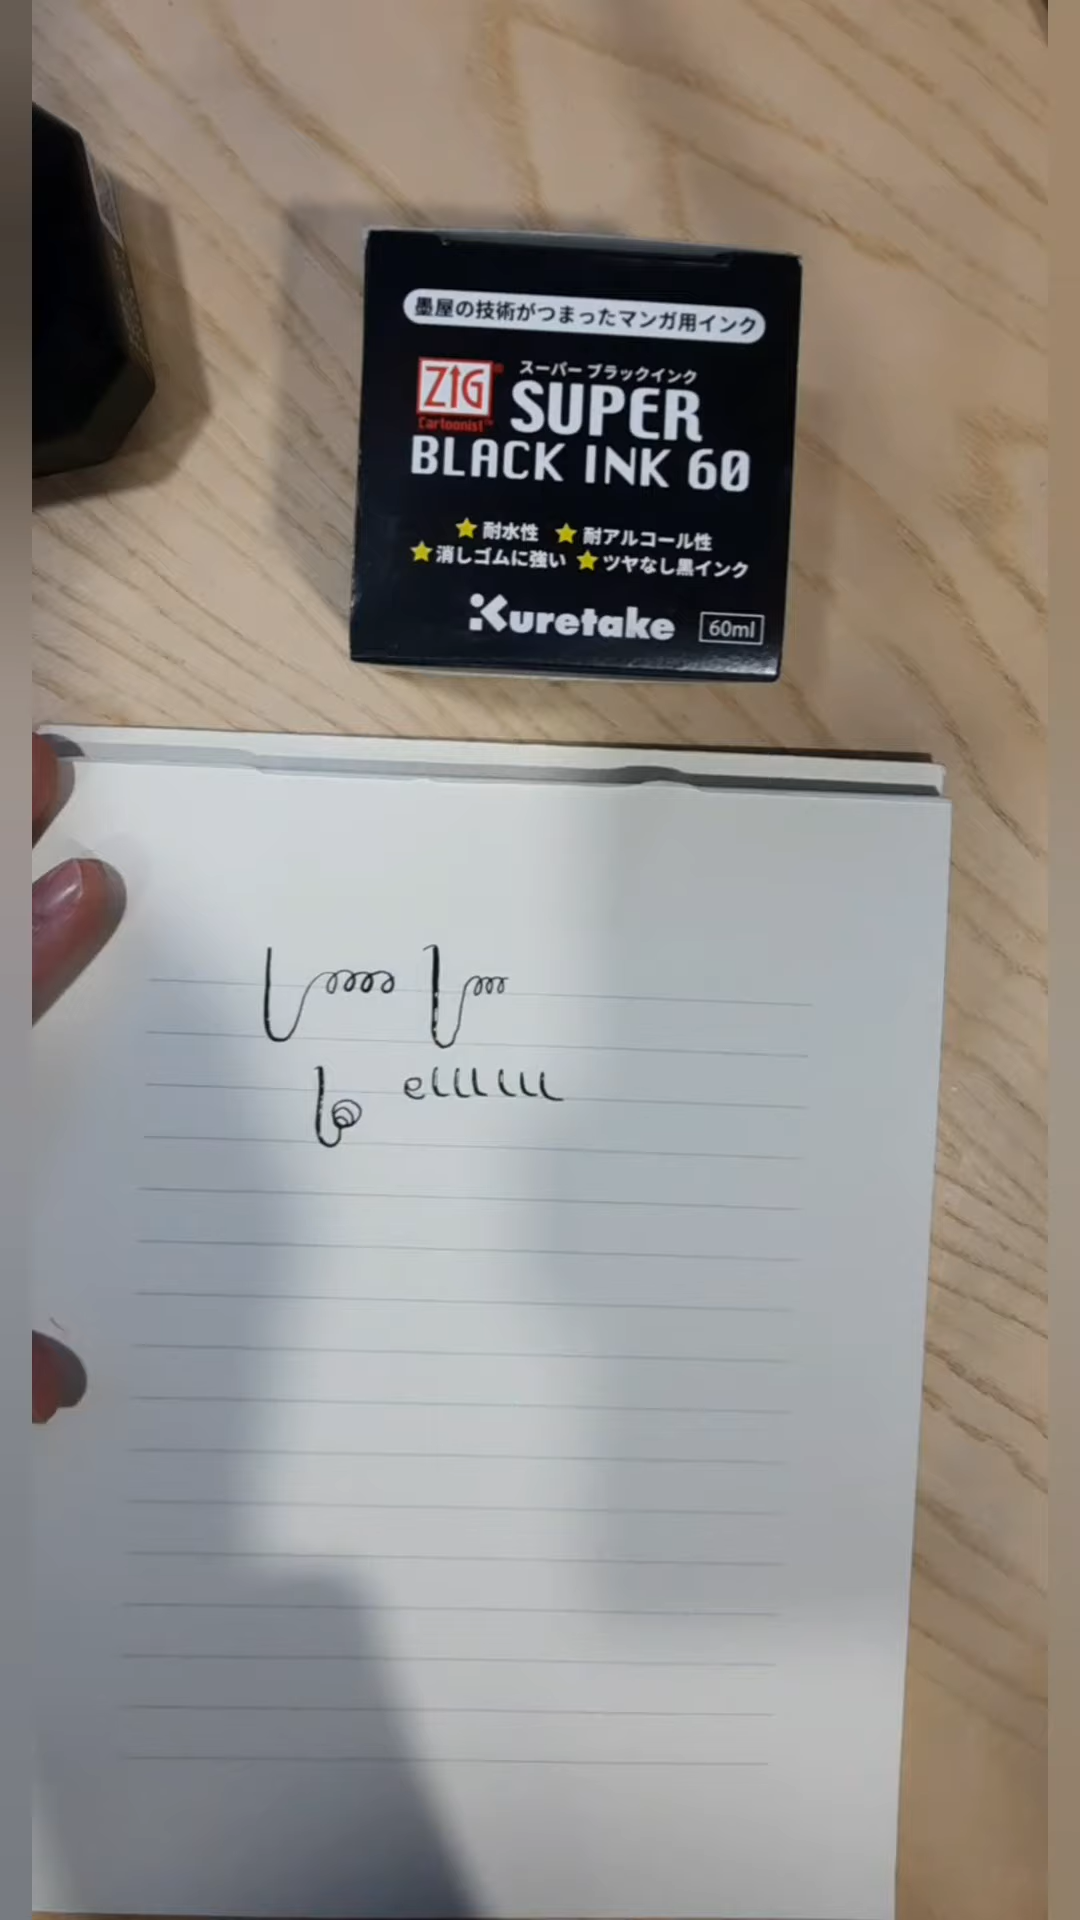 墨屋の技術がつまったマンガ用インク
ZIG Cartoonist™
スーパー ブラックインク
SUPER
BLACK INK 60
耐水性 耐アルコール性
消しゴムに強い ツヤなし黒インク
Kuretake 60ml